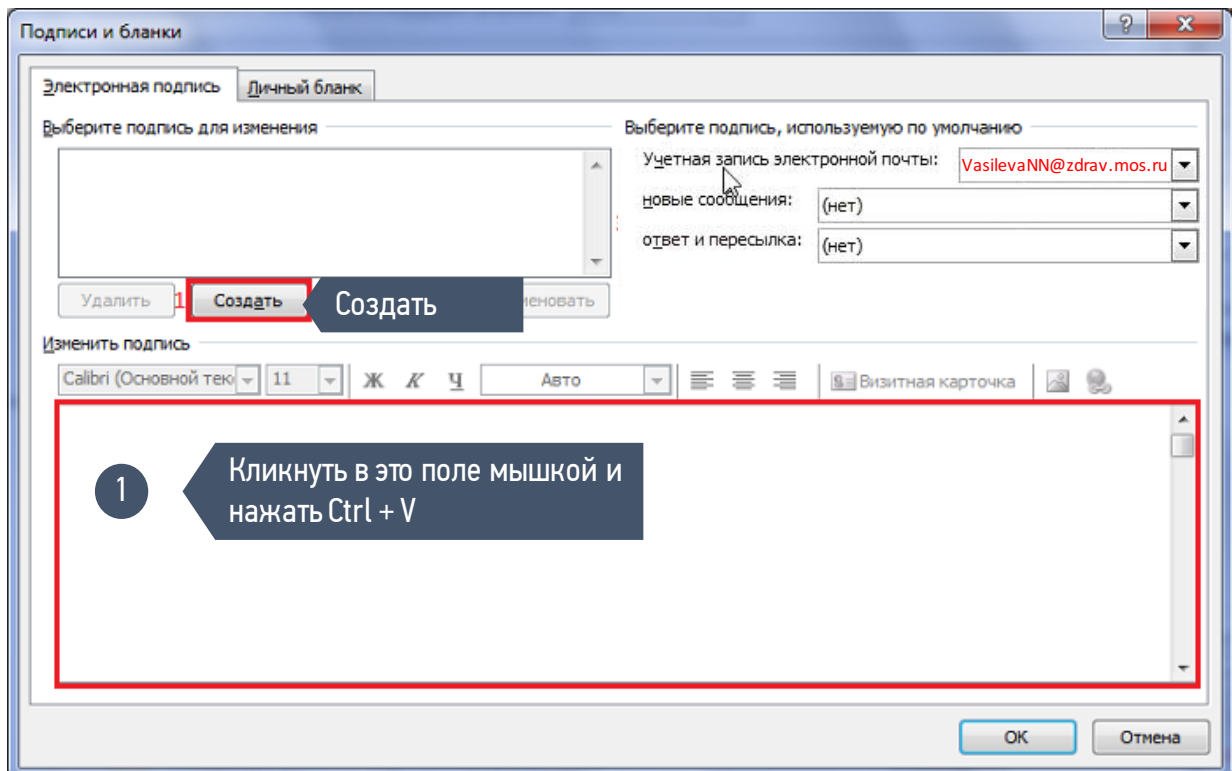 Подписи и бланки
Электронная подпись
Личный бланк
Выберите подпись для изменения
Выберите подпись, используемую по умолчанию
Учетная запись электронной почты:
VasilevaNN@zdrav.mos.ru
новые сообщения:
(нет)
ответ и пересылка:
(нет)
Удалить
1
Создать
Создать
Изменить подпись
Calibri (Основной тек
11
Ж К Ч
Авто
Визитная карточка
1
Кликнуть в это поле мышкой и
нажать Ctrl + V
ОК
Отмена